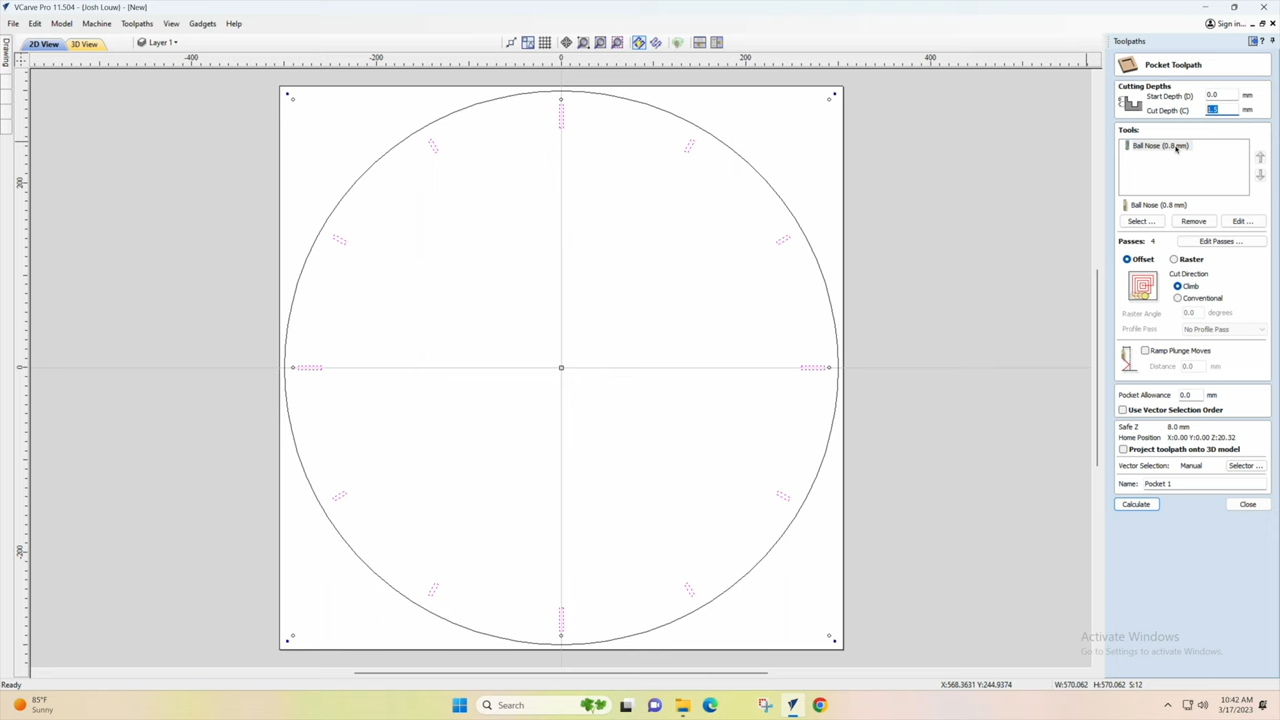 VCarve Pro 11.504 - {Josh Louw} - [New]
File Edit Model Machine Toolpaths View Gadgets Help
Sign in...
2D View 3D View Layer 1
Drawing
-400 -200 0 200 400
200
0
-200
Toolpaths
Pocket Toolpath
Cutting Depths
Start Depth (D) 0.0 mm
Cut Depth (C) mm
Tools:
Ball Nose (0.8 mm)
Ball Nose (0.8 mm)
Select ... Remove Edit ...
Passes: 4 Edit Passes ...
Offset Raster
Cut Direction
Climb
Conventional
Raster Angle 0.0 degrees
Profile Pass No Profile Pass
Ramp Plunge Moves
Distance 0.0 mm
Pocket Allowance 0.0 mm
Use Vector Selection Order
Safe Z 8.0 mm
Home Position X:0.00 Y:0.00 Z:20.32
Project toolpath onto 3D model
Vector Selection: Manual Selector ...
Name: Pocket 1
Calculate Close
Activate Windows
Go to Settings to activate Windows.
Ready
X:568.3631 Y:244.9374 W:570.062 H:570.062 S:12
85°F
Sunny
Search
10:42 AM
3/17/2023